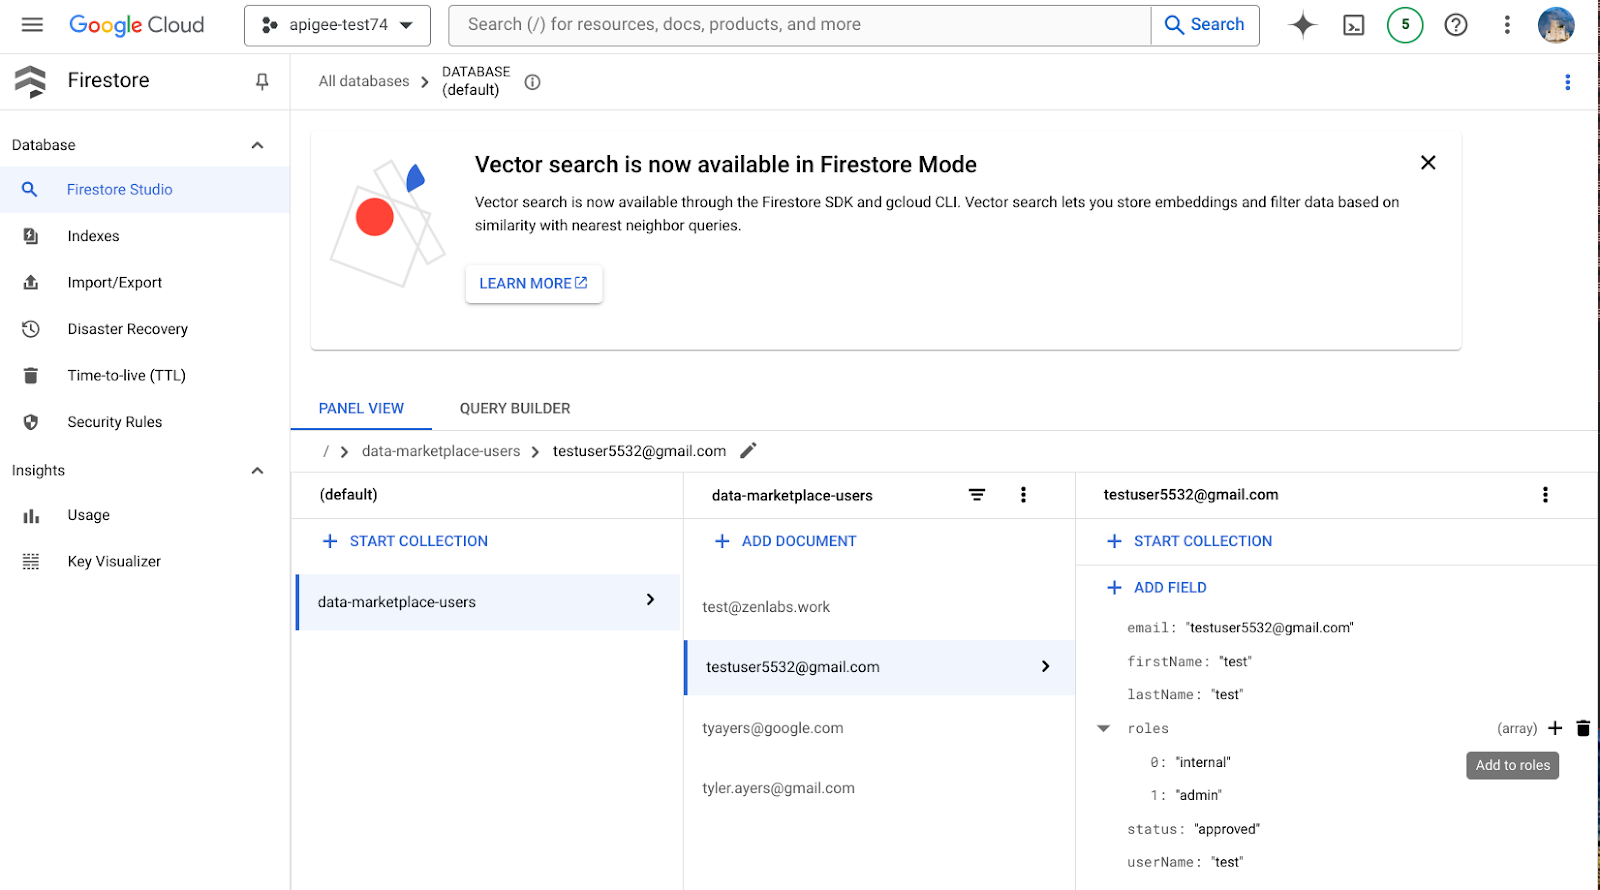 Google Cloud
apigee-test74
Search (/) for resources, docs, products, and more
Search
5
Firestore
All databases
DATABASE
(default)
Database
Firestore Studio
Indexes
Import/Export
Disaster Recovery
Time-to-live (TTL)
Security Rules
Insights
Usage
Key Visualizer
Vector search is now available in Firestore Mode
Vector search is now available through the Firestore SDK and gcloud CLI. Vector search lets you store embeddings and filter data based on
similarity with nearest neighbor queries.
LEARN MORE
PANEL VIEW
QUERY BUILDER
/ > data-marketplace-users > testuser5532@gmail.com
(default)
START COLLECTION
data-marketplace-users
data-marketplace-users
ADD DOCUMENT
test@zenlabs.work
testuser5532@gmail.com
tyayers@google.com
tyler.ayers@gmail.com
testuser5532@gmail.com
START COLLECTION
ADD FIELD
email: "testuser5532@gmail.com"
firstName: "test"
lastName: "test"
roles (array)
Add to roles
0: "internal"
1: "admin"
status: "approved"
userName: "test"